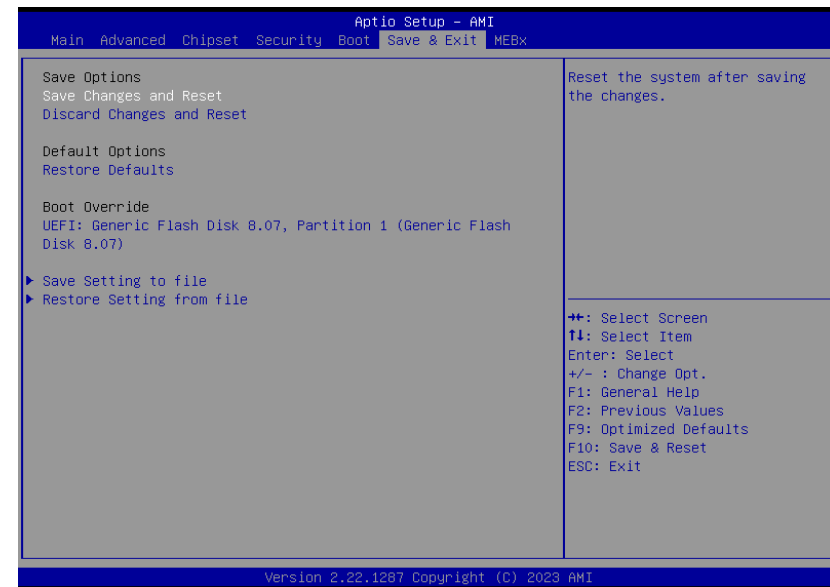 Aptio Setup – AMI
Main Advanced Chipset Security Boot Save & Exit MEBx
Save Options
Save Changes and Reset
Discard Changes and Reset
Default Options
Restore Defaults
Boot Override
UEFI: Generic Flash Disk 8.07, Partition 1 (Generic Flash
Disk 8.07)
▶ Save Setting to file
▶ Restore Setting from file
Reset the system after saving
the changes.
→←: Select Screen
↑↓: Select Item
Enter: Select
+/- : Change Opt.
F1: General Help
F2: Previous Values
F9: Optimized Defaults
F10: Save & Reset
ESC: Exit
Version 2.22.1287 Copyright (C) 2023 AMI